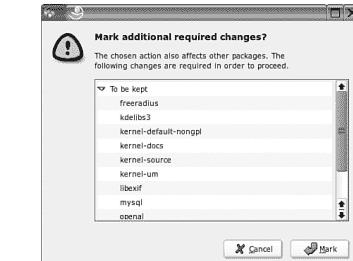 Mark additional required changes?
The chosen action also affects other packages. The
following changes are required in order to proceed.
To be kept
freeradius
kdelibs3
kernel-default-nongpl
kernel-docs
kernel-source
kernel-um
libexif
mysql
openal
Cancel
Mark